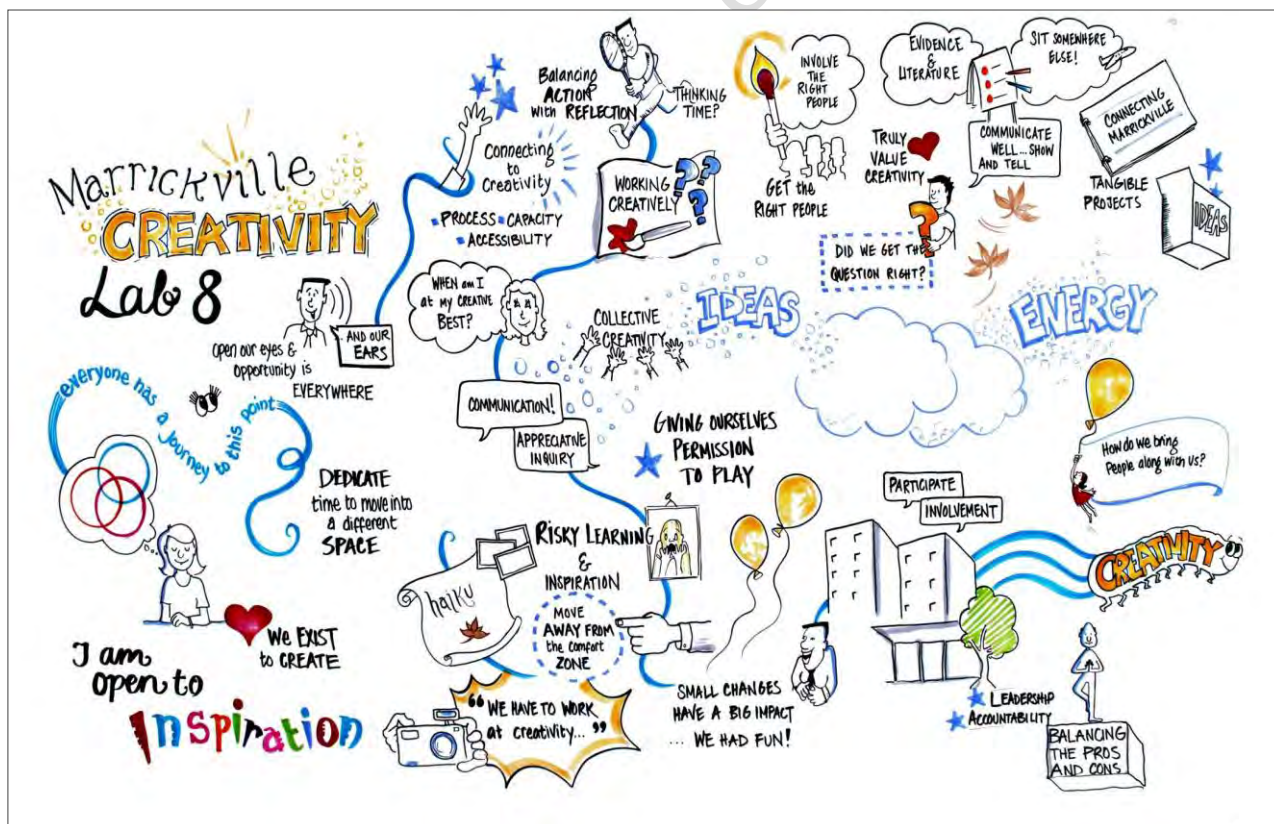 Marrickville
CREATIVITY
Lab 8
AND OUR
EARS
Open our eyes &
opportunity is
EVERYWHERE
everyone has a journey to this point
DEDICATE
time to move into
a different
SPACE
We EXIST
to CREATE
I am
open to
Inspiration
Balancing
ACTION
with REFLECTION
THINKING
TIME?
Connecting
to
Creativity
PROCESS CAPACITY
ACCESSIBILITY
WORKING
CREATIVELY
???
WHEN am I
at MY CREATIVE
BEST?
COLLECTIVE
CREATIVITY
COMMUNICATION!
APPRECIATIVE
INQUIRY
GIVING OURSELVES
PERMISSION
TO PLAY
RISKY LEARNING
&
INSPIRATION
haiku
MOVE
AWAY FROM
the comfort
ZONE
"WE HAVE TO WORK
at creativity..."
SMALL CHANGES
HAVE A BIG IMPACT
... WE HAD FUN!
INVOLVE
THE
RIGHT
PEOPLE
GET the
RIGHT PEOPLE
EVIDENCE
&
LITERATURE
SIT SOMEWHERE
ELSE!
COMMUNICATE
WELL...SHOW
AND TELL
TRULY
VALUE
CREATIVITY
?
DID WE GET THE
QUESTION RIGHT?
CONNECTING
MARRICKVILLE
TANGIBLE
PROJECTS
IDEAS
IDEAS
ENERGY
How do we bring
People along with us?
PARTICIPATE
INVOLVEMENT
CREATIVITY
LEADERSHIP
ACCOUNTABILITY
BALANCING
THE PROS
AND CONS